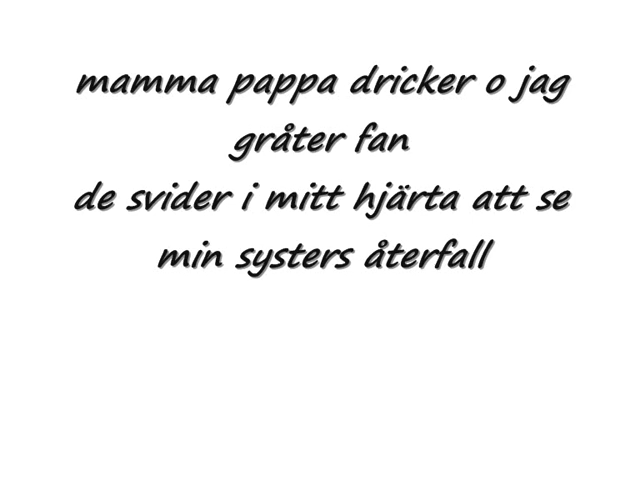 mamma pappa dricker o jag
gråter fan
de svider i mitt hjärta att se
min systers återfall